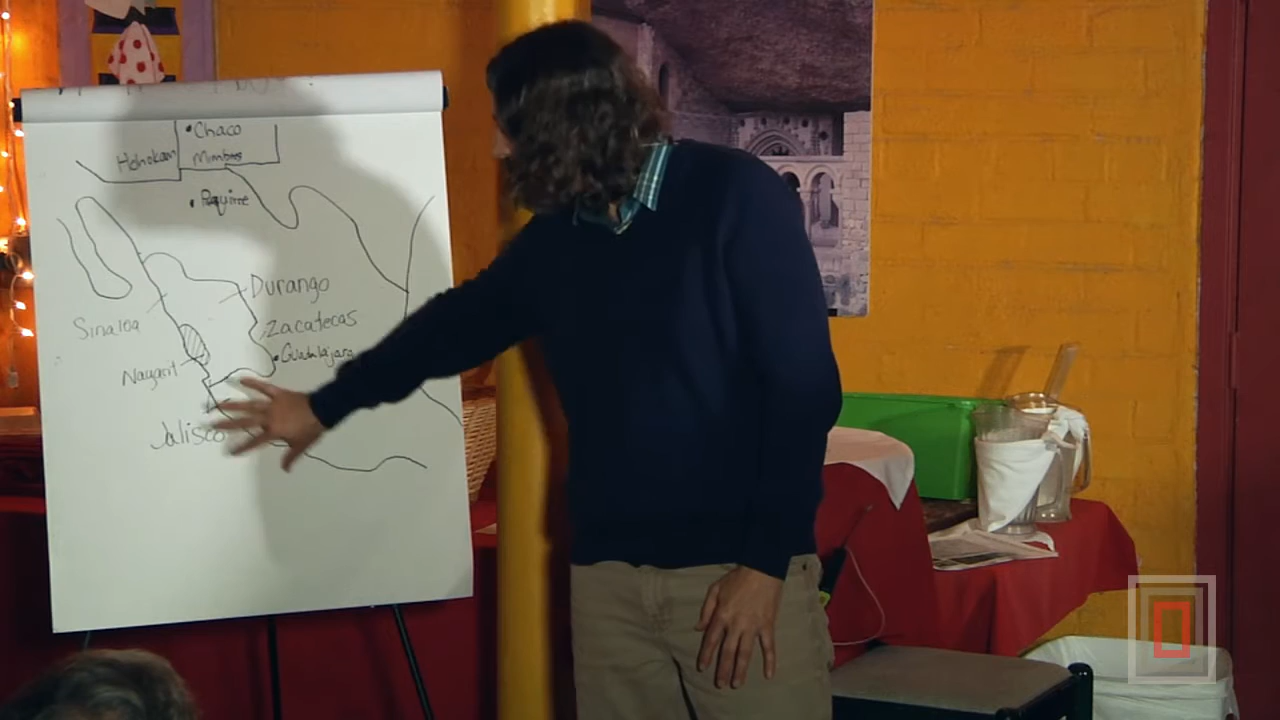 • Chaco
Hohokam Mimbres
• Paquime
Durango
Sinaloa
Zacatecas
• Guadalajara
Nayarit
Jalisco